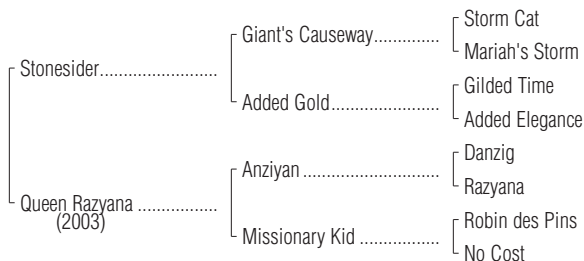 Storm Cat
Giant's Causeway
Mariah's Storm
Stonesider
Gilded Time
Added Gold
Added Elegance
Danzig
Anziyan
Razyana
Queen Razyana
(2003)
Robin des Pins
Missionary Kid
No Cost